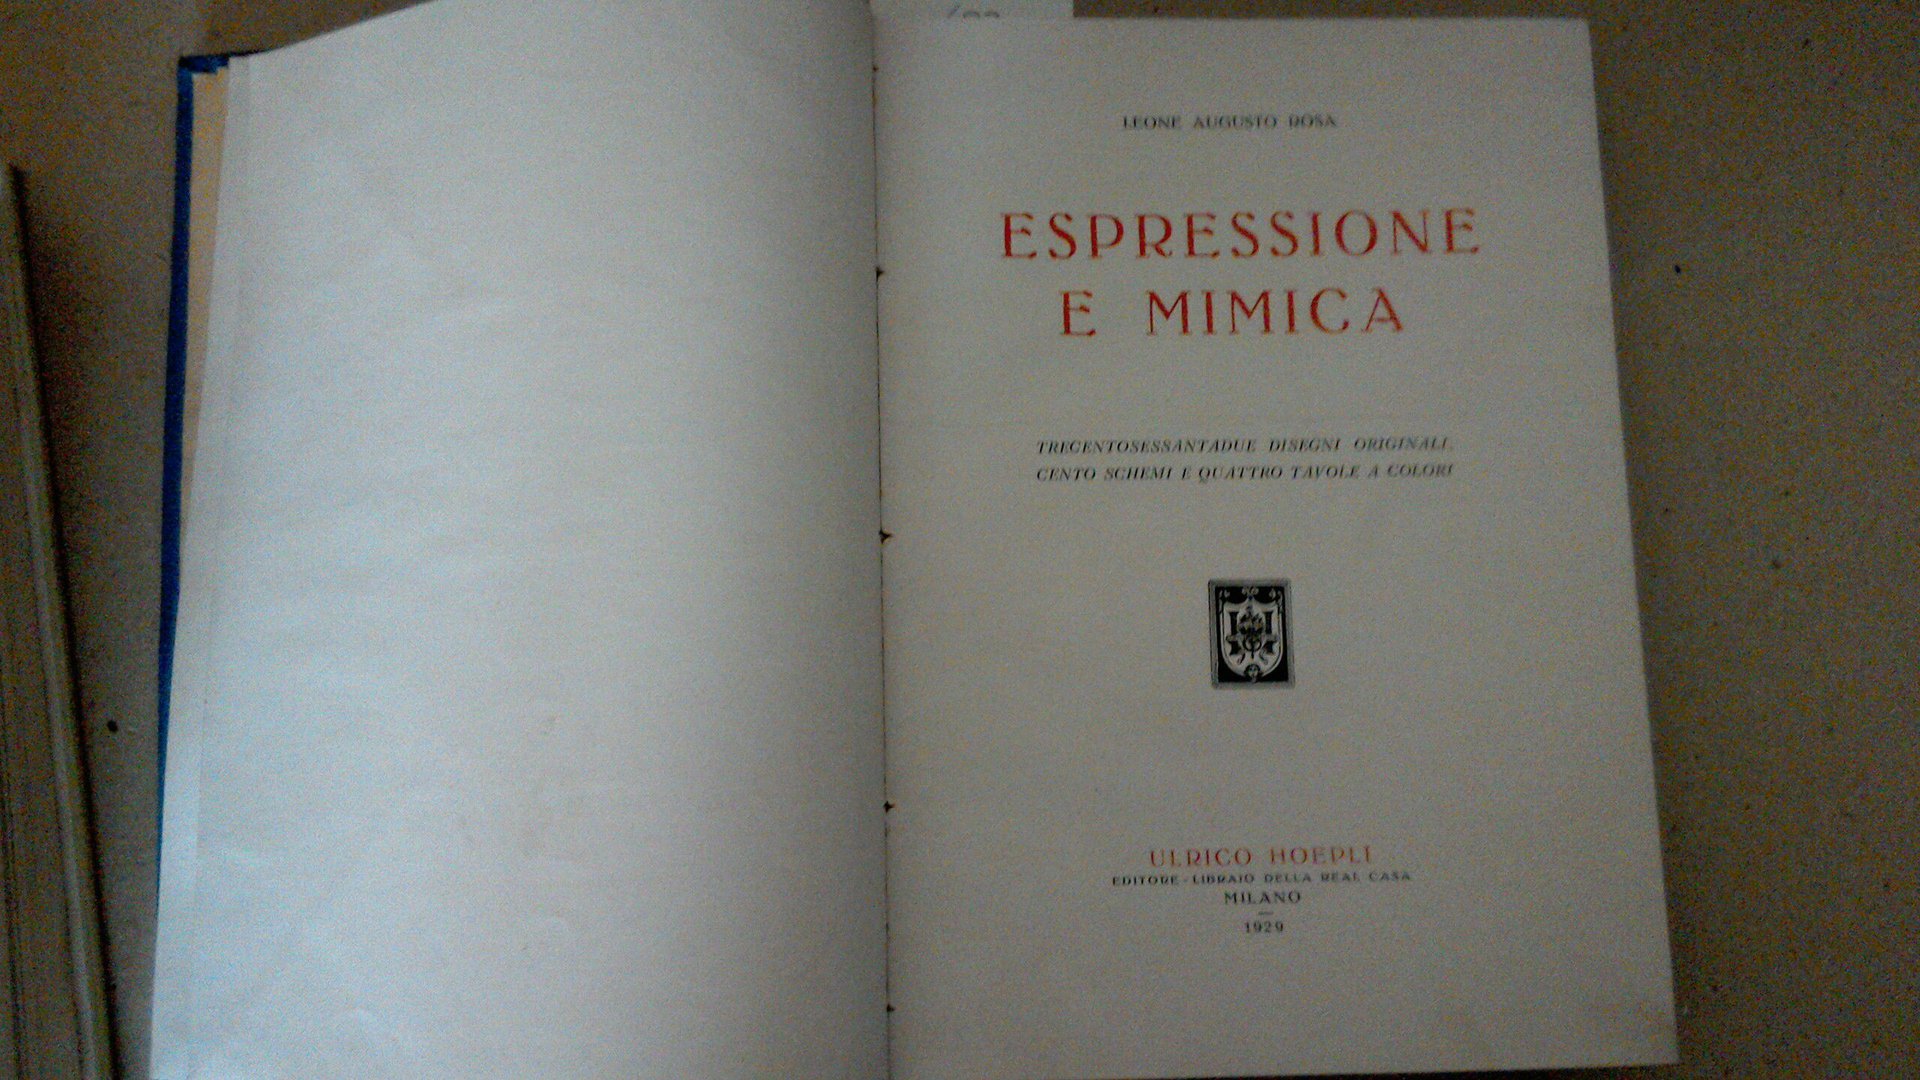 LEONE AUGUSTO ROSA
ESPRESSIONE
E MIMICA
TRECENTOSESSANTADUE DISEGNI ORIGINALI,
CENTO SCHEMI E QUATTRO TAVOLE A COLORI
ULRICO HOEPLI
EDITORE-LIBRAIO DELLA REAL CASA
MILANO
1929